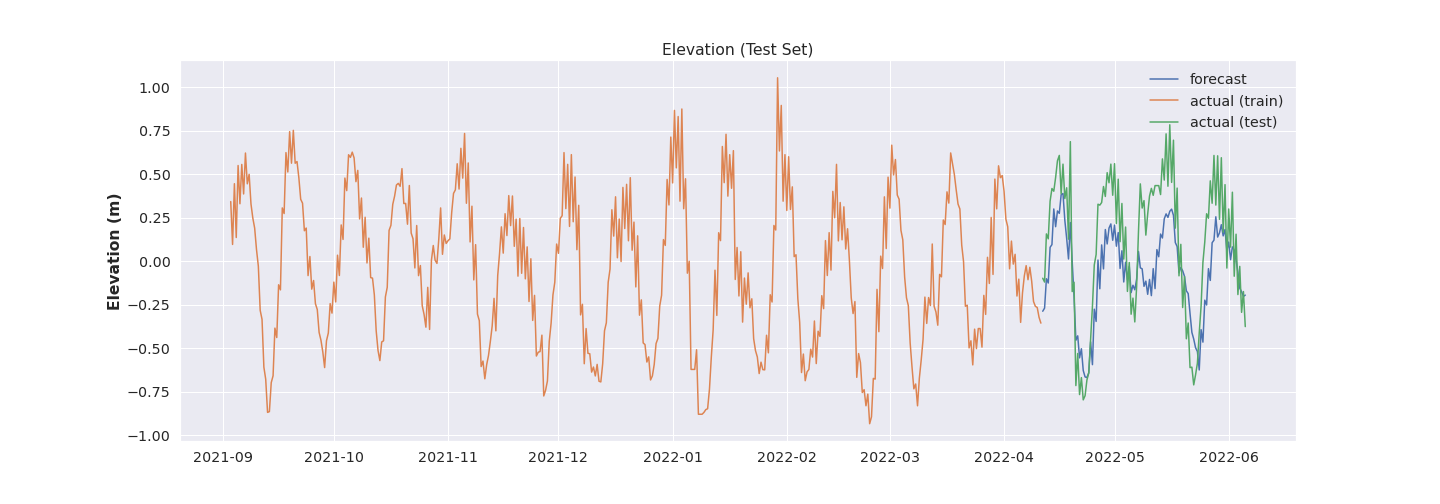 Elevation (Test Set)
forecast
actual (train)
actual (test)
Elevation (m)
1.00
0.75
0.50
0.25
0.00
−0.25
−0.50
−0.75
−1.00
2021-09 2021-10 2021-11 2021-12 2022-01 2022-02 2022-03 2022-04 2022-05 2022-06